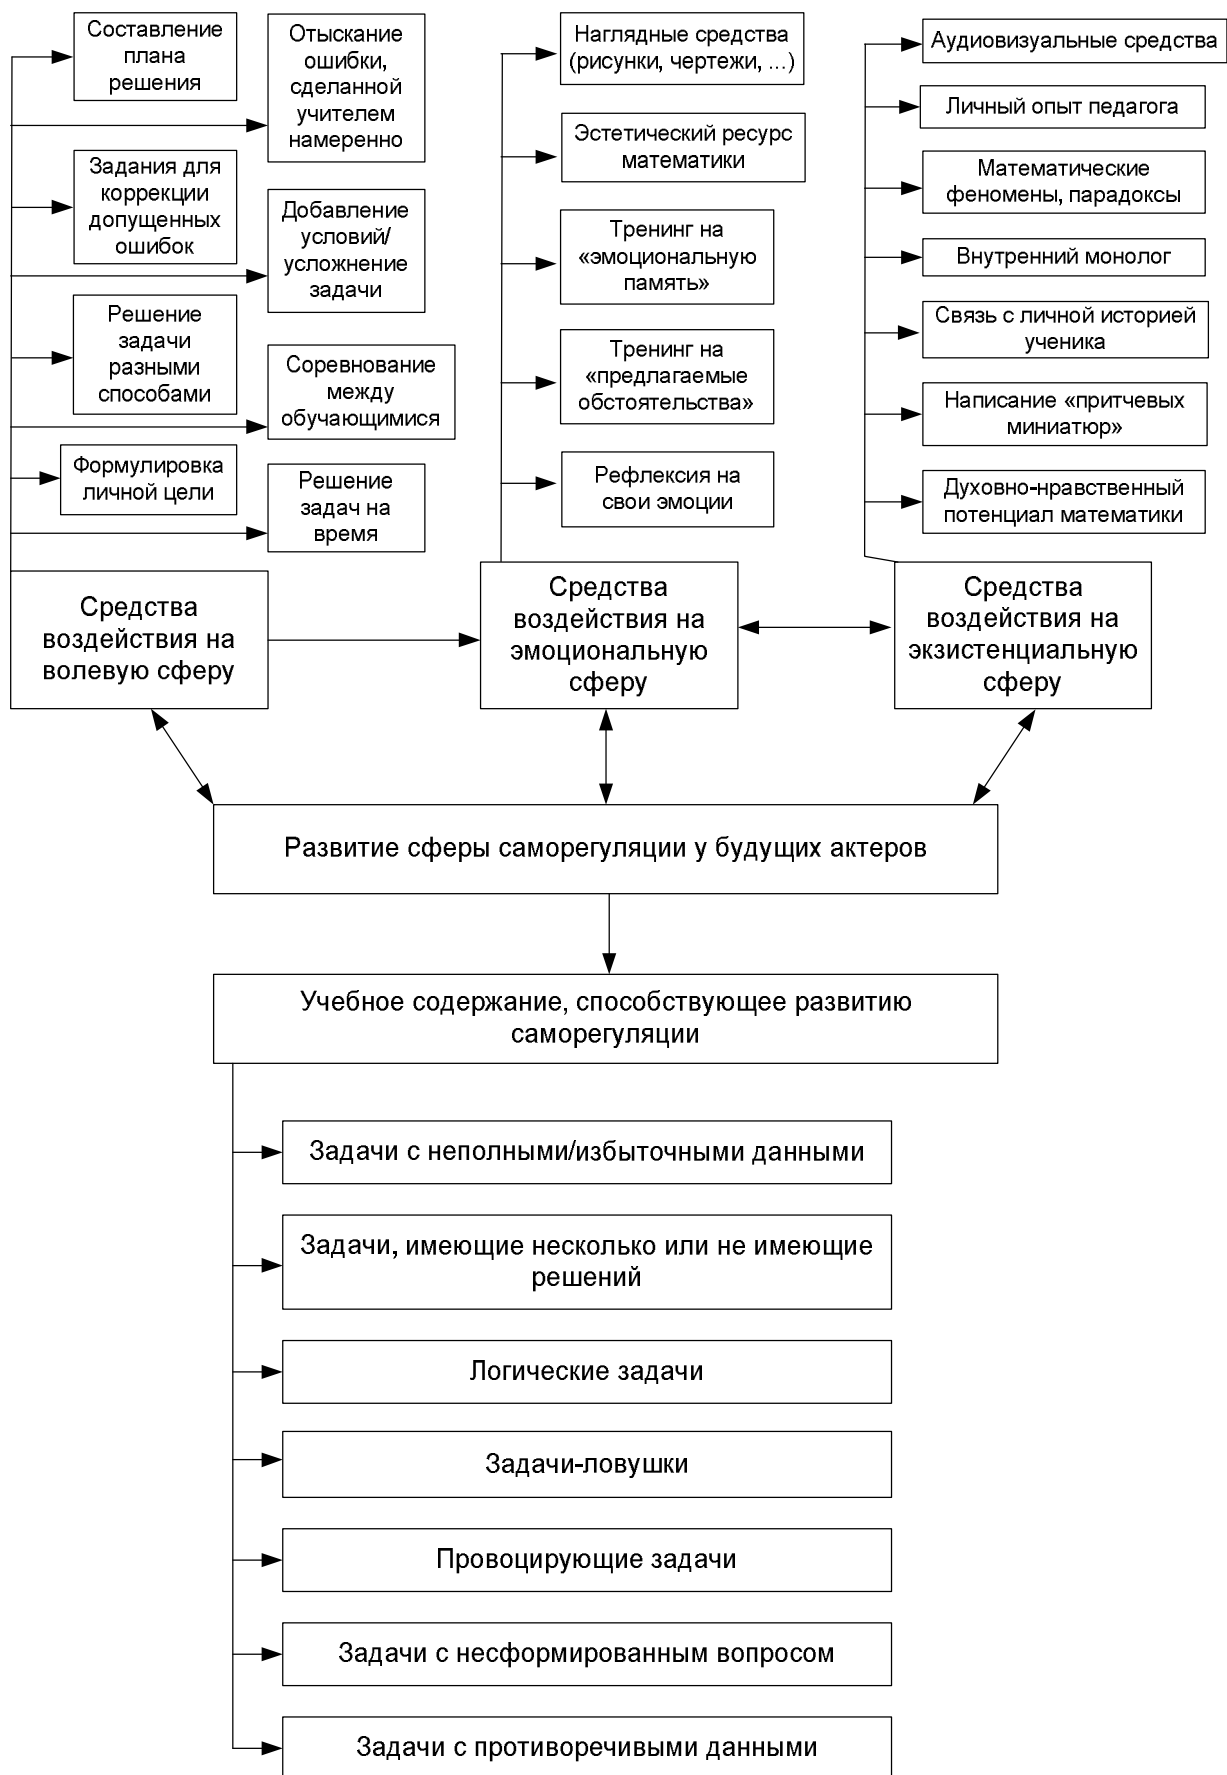 Составление
плана
решения
Отыскание
ошибки,
сделанной
учителем
намеренно
Задания для
коррекции
допущенных
ошибок
Добавление
условий/
усложнение
задачи
Решение
задачи
разными
способами
Соревнование
между
обучающимися
Формулировка
личной цели
Решение
задач на
время
Наглядные средства
(рисунки, чертежи, ...)
Эстетический ресурс
математики
Тренинг на
«эмоциональную
память»
Тренинг на
«предлагаемые
обстоятельства»
Рефлексия на
свои эмоции
Аудиовизуальные средства
Личный опыт педагога
Математические
феномены, парадоксы
Внутренний монолог
Связь с личной историей
ученика
Написание «притчевых
миниатюр»
Духовно-нравственный
потенциал математики
Средства
воздействия на
волевую сферу
Средства
воздействия на
эмоциональную
сферу
Средства
воздействия на
экзистенциальную
сферу
Развитие сферы саморегуляции у будущих актеров
Учебное содержание, способствующее развитию
саморегуляции
Задачи с неполными/избыточными данными
Задачи, имеющие несколько или не имеющие
решений
Логические задачи
Задачи-ловушки
Провоцирующие задачи
Задачи с несформированным вопросом
Задачи с противоречивыми данными